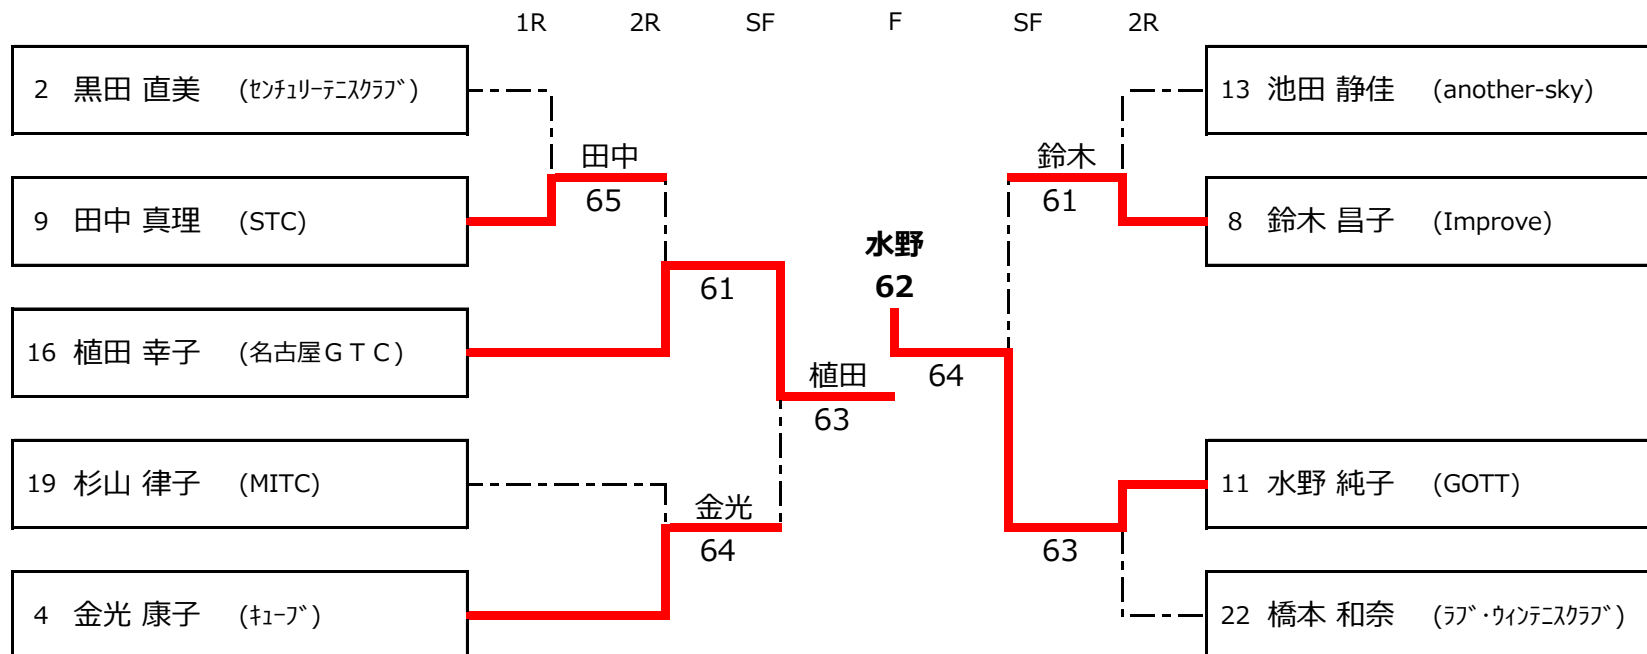 1R 2R SF F SF 2R
2 黒田 直美 (ｾﾝﾁｭﾘｰﾃﾆｽｸﾗﾌﾞ)
13 池田 静佳 (another-sky)
田中
鈴木
65
61
9 田中 真理 (STC)
8 鈴木 昌子 (Improve)
水野
61
62
16 植田 幸子 (名古屋ＧＴＣ)
植田
64
63
19 杉山 律子 (MITC)
11 水野 純子 (GOTT)
金光
64
63
4 金光 康子 (ｷｭｰﾌﾞ)
22 橋本 和奈 (ﾗﾌﾞ･ｳｨﾝﾃﾆｽｸﾗﾌﾞ)